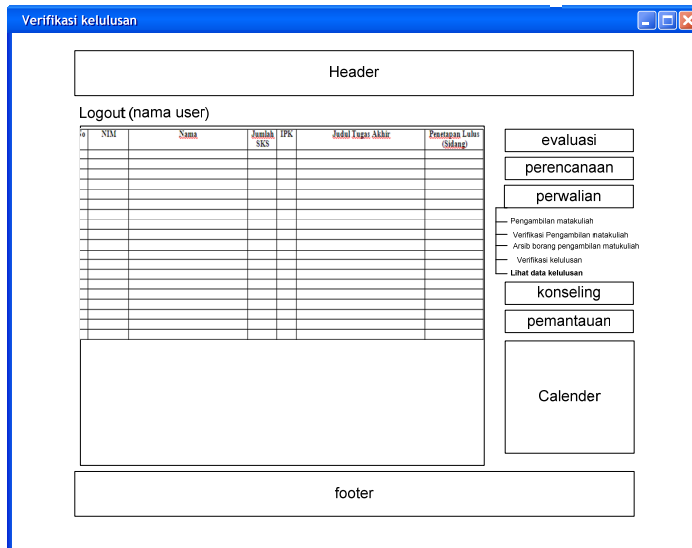 Verifikasi kelulusan
Header
Logout (nama user)
o NIM Nama Jumlah SKS IPK Judul Tugas Akhir Penetapan Lulus (Sidang)
evaluasi
perencanaan
perwalian
Pengambilan matakuliah
Verifikasi Pengambilan matakuliah
Arsib borang pengambilan matukuliah
Verifikasi kelulusan
Lihat data kelulusan
konseling
pemantauan
Calender
footer